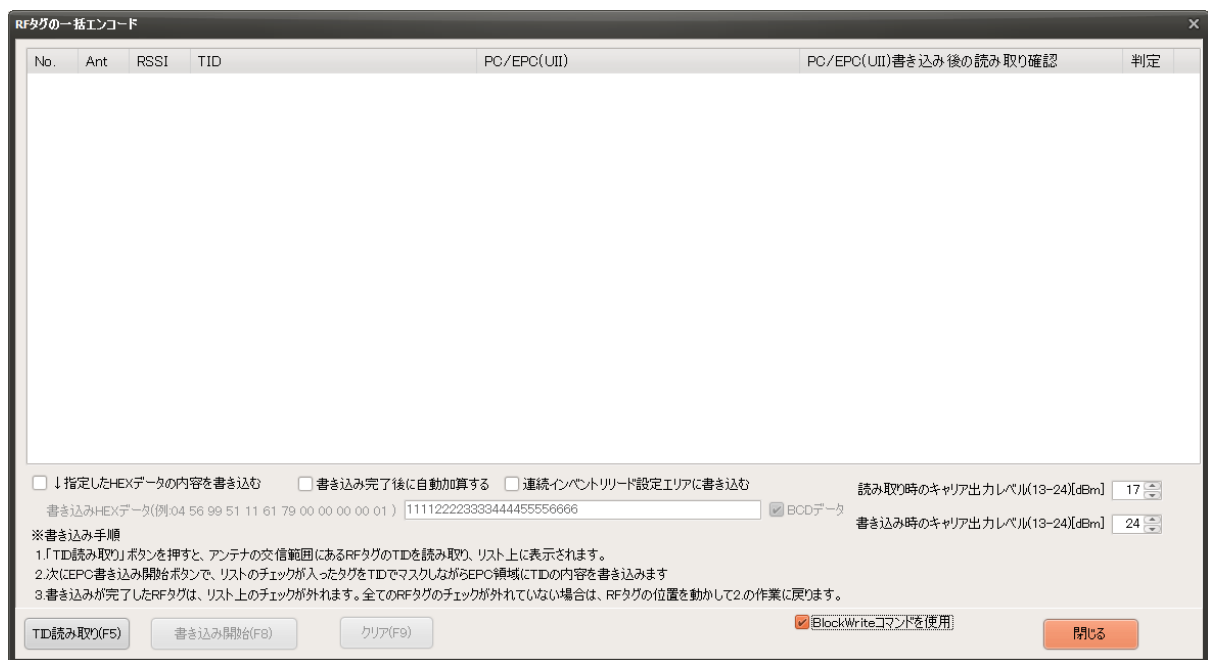 RFタグの一括エンコード
No. Ant RSSI TID PC/EPC(UII) PC/EPC(UII)書き込み後の読み取り確認 判定
↓指定したHEXデータの内容を書き込む 書き込み完了後に自動加算する 連続インベントリリード設定エリアに書き込む
読み取り時のキャリア出力レベル(13-24)[dBm] 17
書き込みHEXデータ(例:04 56 99 51 11 61 79 00 00 00 00 01 ) 111122223333444455556666 BCDデータ
書き込み時のキャリア出力レベル(13-24)[dBm] 24
※書き込み手順
1.「TID読み取り」ボタンを押すと、アンテナの交信範囲にあるRFタグのTIDを読み取り、リスト上に表示されます。
2.次にEPC書き込み開始ボタンで、リストのチェックが入ったタグをTIDでマスクしながらEPC領域にTIDの内容を書き込みます
3.書き込みが完了したRFタグは、リスト上のチェックが外れます。全てのRFタグのチェックが外れていない場合は、RFタグの位置を動かして2.の作業に戻ります。
TID読み取り(F5) 書き込み開始(F8) クリア(F9) BlockWriteコマンドを使用 閉じる